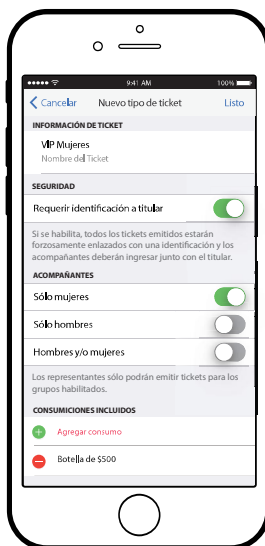 9:41 AM
100%
Cancelar Nuevo tipo de ticket Listo
INFORMACIÓN DE TICKET
VIP Mujeres
Nombre del Ticket
SEGURIDAD
Requerir identificación a titular
Si se habilita, todos los tickets emitidos estarán
forzosamente enlazados con una identificación y los
acompañantes deberán ingresar junto con el titular.
ACOMPAÑANTES
Sólo mujeres
Sólo hombres
Hombres y/o mujeres
Los representantes sólo podrán emitir tickets para los
grupos habilitados.
CONSUMICIONES INCLUIDOS
Agregar consumo
Botella de $500